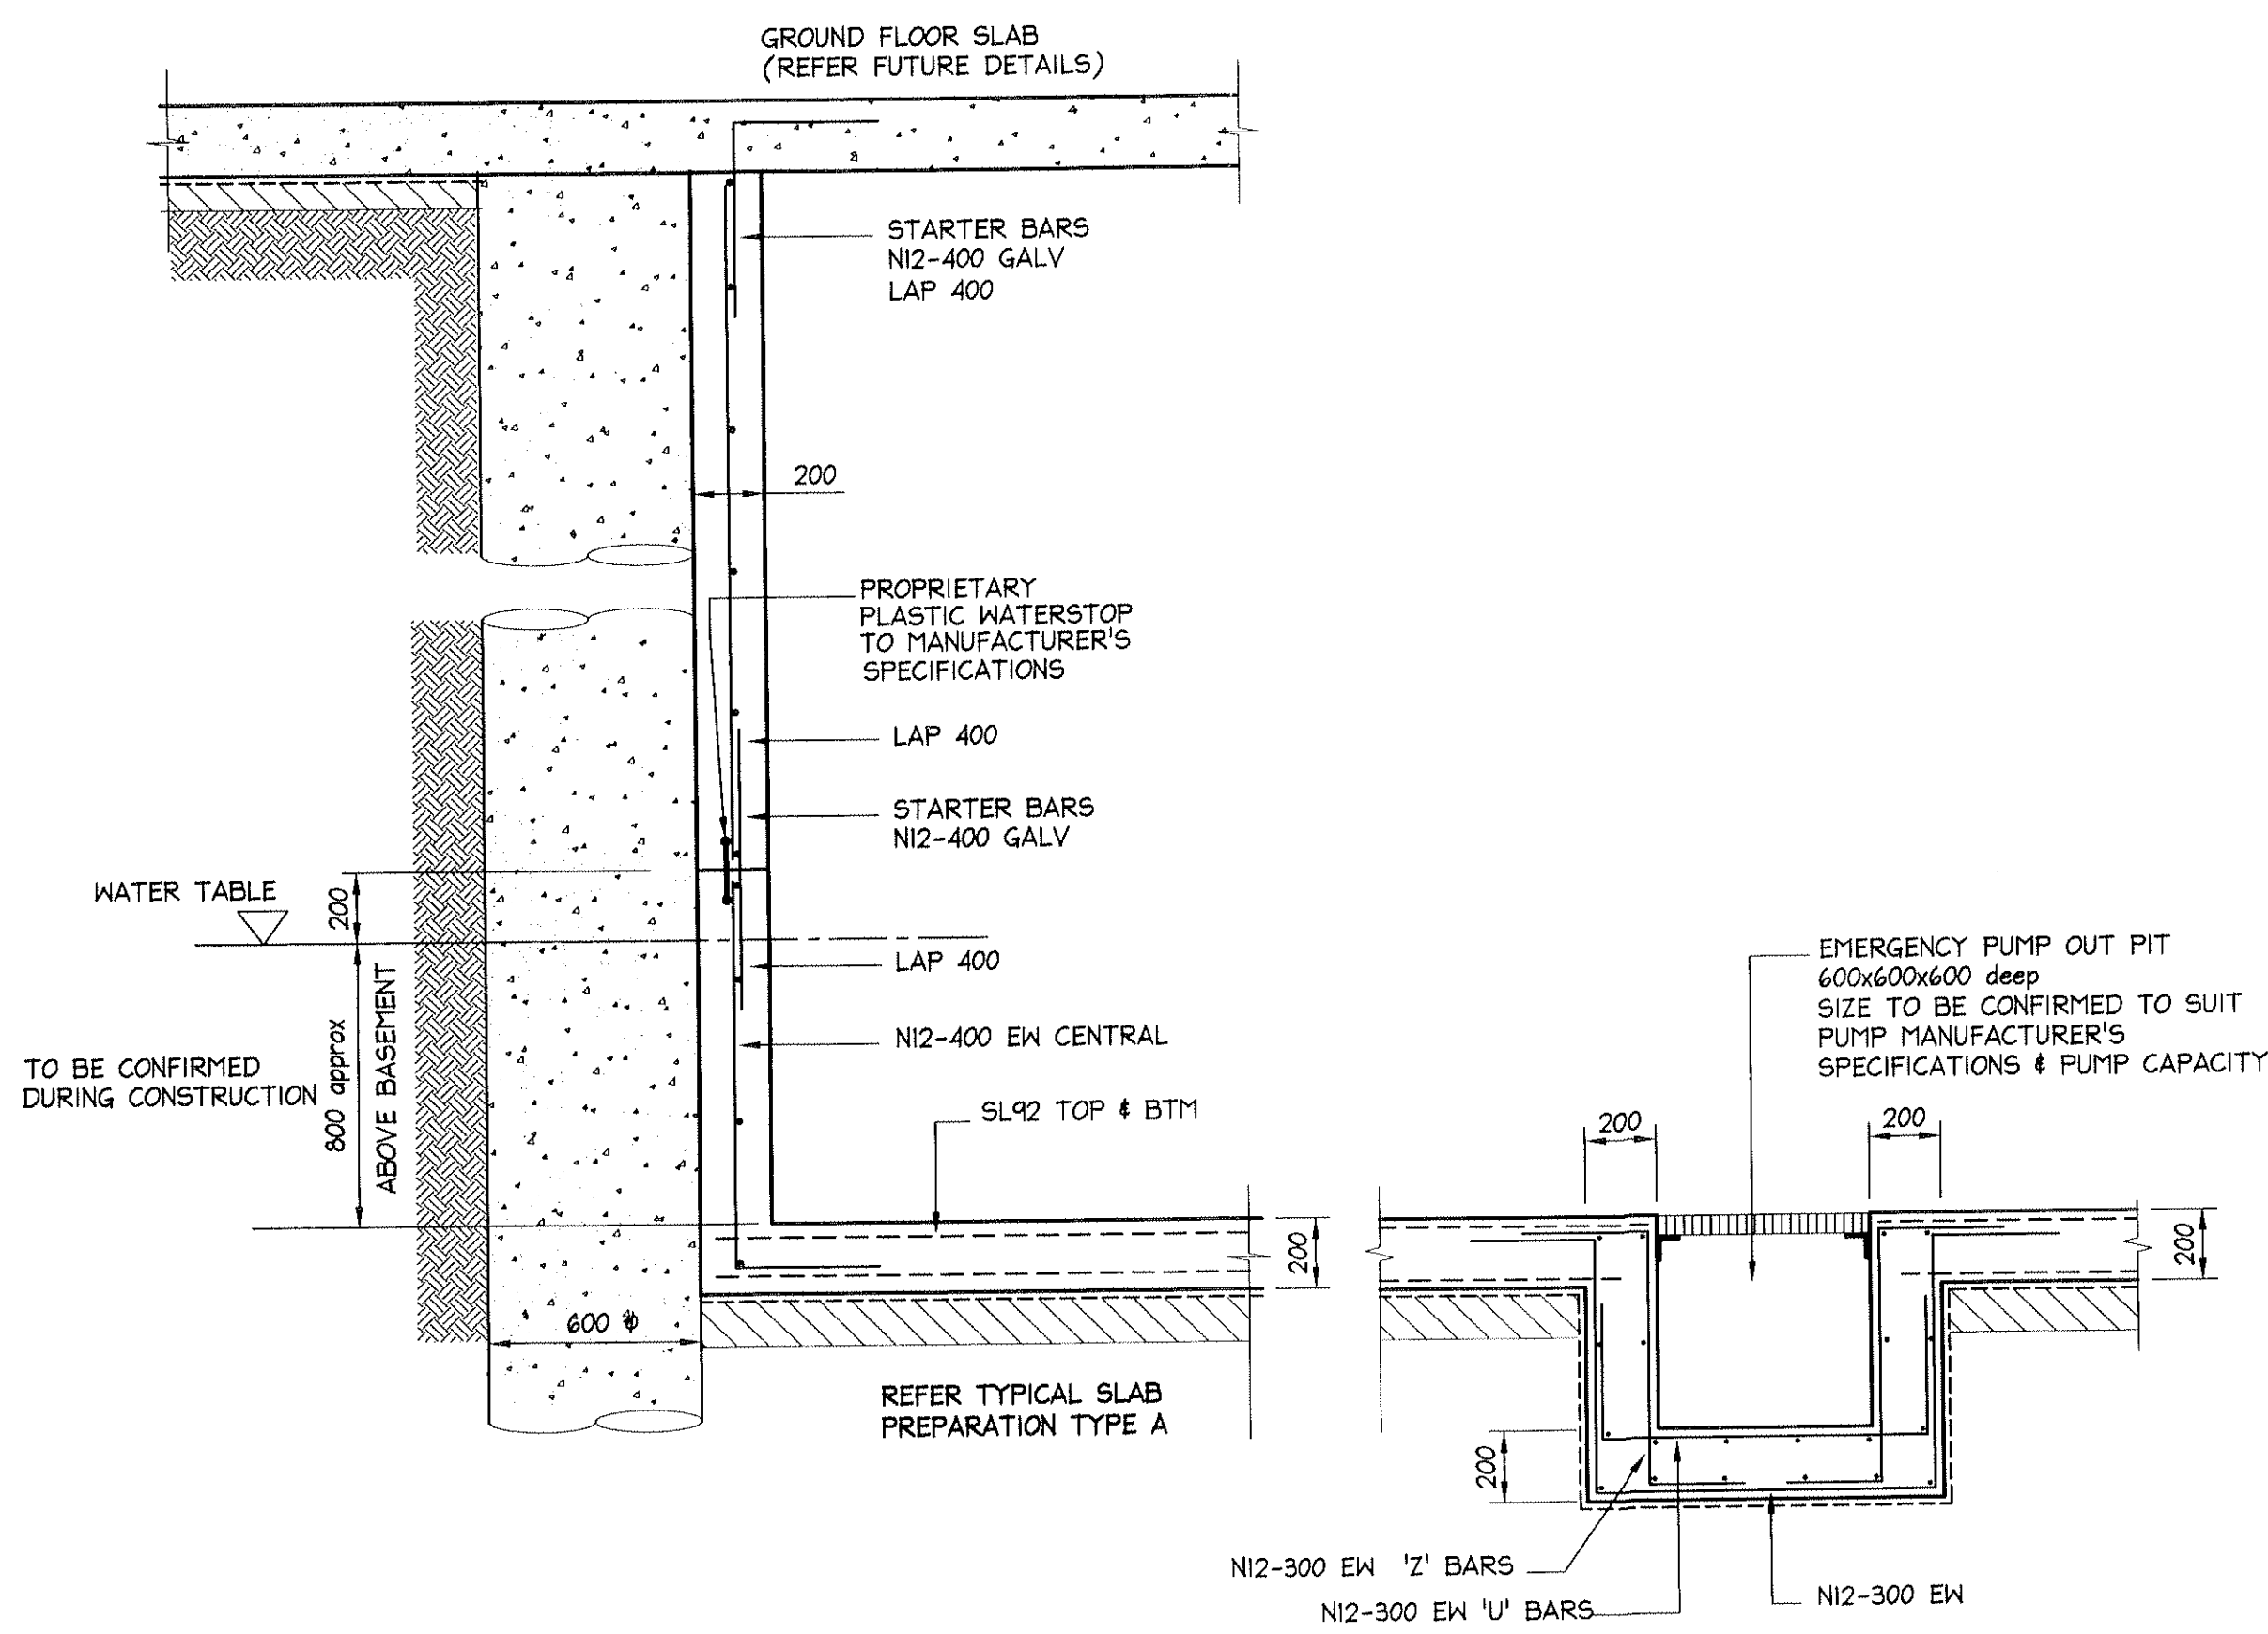 GROUND FLOOR SLAB
(REFER FUTURE DETAILS)
STARTER BARS
N12-400 GALV
LAP 400
200
PROPRIETARY
PLASTIC WATERSTOP
TO MANUFACTURER'S
SPECIFICATIONS
LAP 400
STARTER BARS
N12-400 GALV
WATER TABLE
200
LAP 400
N12-400 EW CENTRAL
TO BE CONFIRMED
DURING CONSTRUCTION
800 approx
ABOVE BASEMENT
SL92 TOP & BTM
200
600 φ
REFER TYPICAL SLAB
PREPARATION TYPE A
EMERGENCY PUMP OUT PIT
600x600x600 deep
SIZE TO BE CONFIRMED TO SUIT
PUMP MANUFACTURER'S
SPECIFICATIONS & PUMP CAPACITY
200
200
200
200
N12-300 EW 'Z' BARS
N12-300 EW 'U' BARS
N12-300 EW